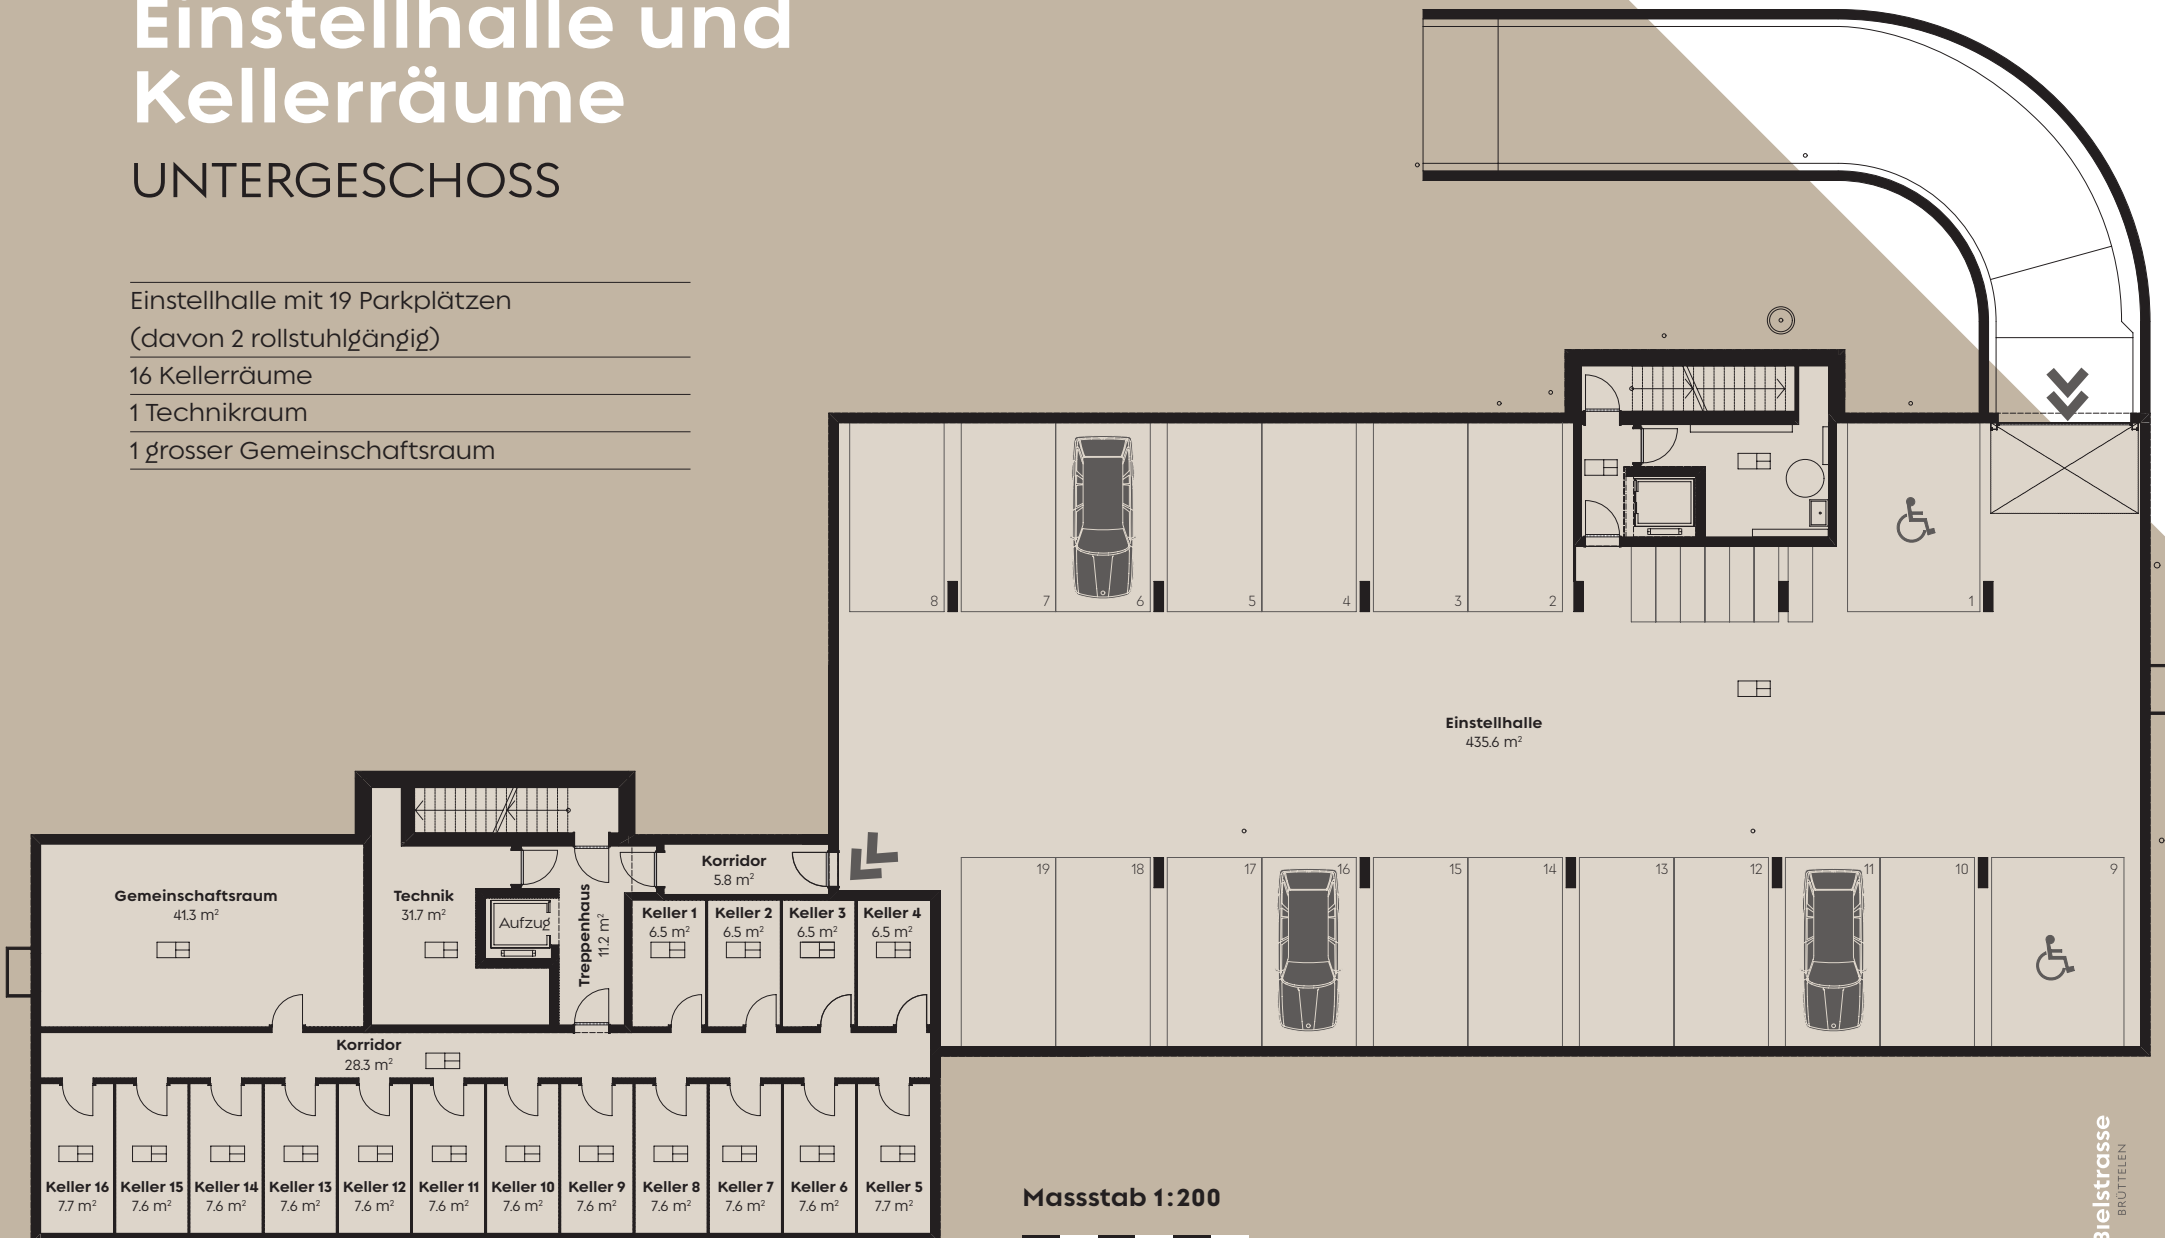 Einstellhalle und
Kellerräume
UNTERGESCHOSS
Einstellhalle mit 19 Parkplätzen
(davon 2 rollstuhlgängig)
16 Kellerräume
1 Technikraum
1 grosser Gemeinschaftsraum
8
7
6
5
4
3
2
1
Einstellhalle
435.6 m²
19
18
17
16
15
14
13
12
11
10
9
Gemeinschaftsraum
41.3 m²
Technik
31.7 m²
Aufzug
Treppenhaus
11.2 m²
Korridor
5.8 m²
Keller 1
6.5 m²
Keller 2
6.5 m²
Keller 3
6.5 m²
Keller 4
6.5 m²
Korridor
28.3 m²
Keller 16
7.7 m²
Keller 15
7.6 m²
Keller 14
7.6 m²
Keller 13
7.6 m²
Keller 12
7.6 m²
Keller 11
7.6 m²
Keller 10
7.6 m²
Keller 9
7.6 m²
Keller 8
7.6 m²
Keller 7
7.6 m²
Keller 6
7.6 m²
Keller 5
7.7 m²
Massstab 1:200
Bielstrasse
BRÜTTELEN